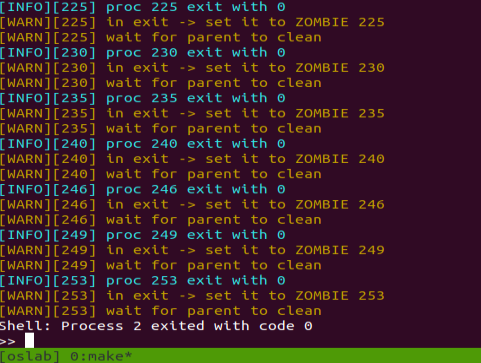 [INFO][225] proc 225 exit with 0
[WARN][225] in exit -> set it to ZOMBIE 225
[WARN][225] wait for parent to clean
[INFO][230] proc 230 exit with 0
[WARN][230] in exit -> set it to ZOMBIE 230
[WARN][230] wait for parent to clean
[INFO][235] proc 235 exit with 0
[WARN][235] in exit -> set it to ZOMBIE 235
[WARN][235] wait for parent to clean
[INFO][240] proc 240 exit with 0
[WARN][240] in exit -> set it to ZOMBIE 240
[WARN][240] wait for parent to clean
[INFO][246] proc 246 exit with 0
[WARN][246] in exit -> set it to ZOMBIE 246
[WARN][246] wait for parent to clean
[INFO][249] proc 249 exit with 0
[WARN][249] in exit -> set it to ZOMBIE 249
[WARN][249] wait for parent to clean
[INFO][253] proc 253 exit with 0
[WARN][253] in exit -> set it to ZOMBIE 253
[WARN][253] wait for parent to clean
Shell: Process 2 exited with code 0
>>
[oslab] 0:make*